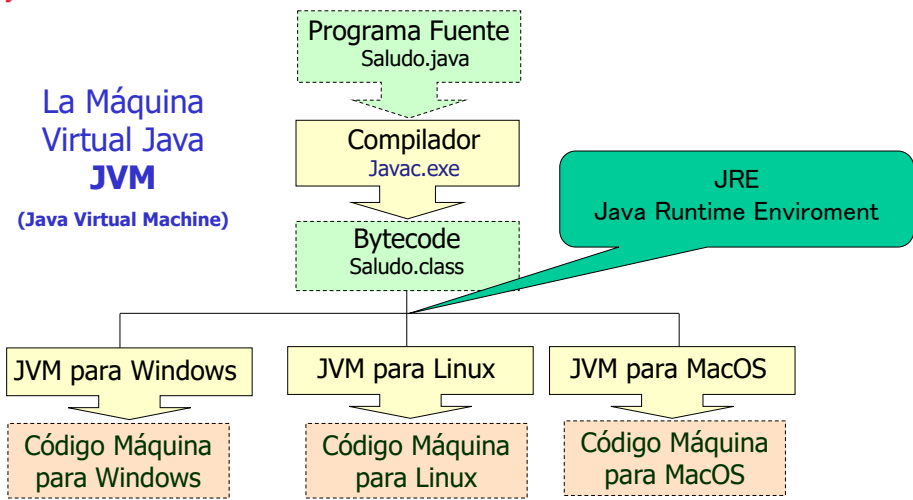 Programa Fuente
Saludo.java
La Máquina
Virtual Java
JVM
(Java Virtual Machine)
Compilador
Javac.exe
JRE
Java Runtime Enviroment
Bytecode
Saludo.class
JVM para Windows
JVM para Linux
JVM para MacOS
Código Máquina
para Windows
Código Máquina
para Linux
Código Máquina
para MacOS